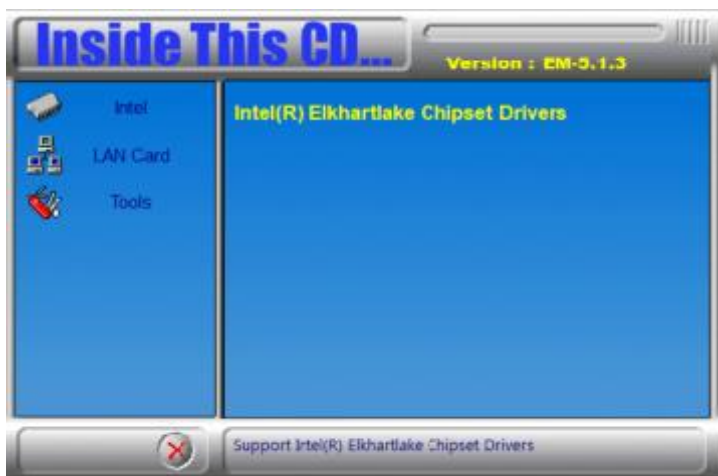 Inside This CD...
Version : EM-5.1.3
Intel
LAN Card
Tools
Intel(R) Elkhartlake Chipset Drivers
Support Intel(R) Elkhartlake Chipset Drivers